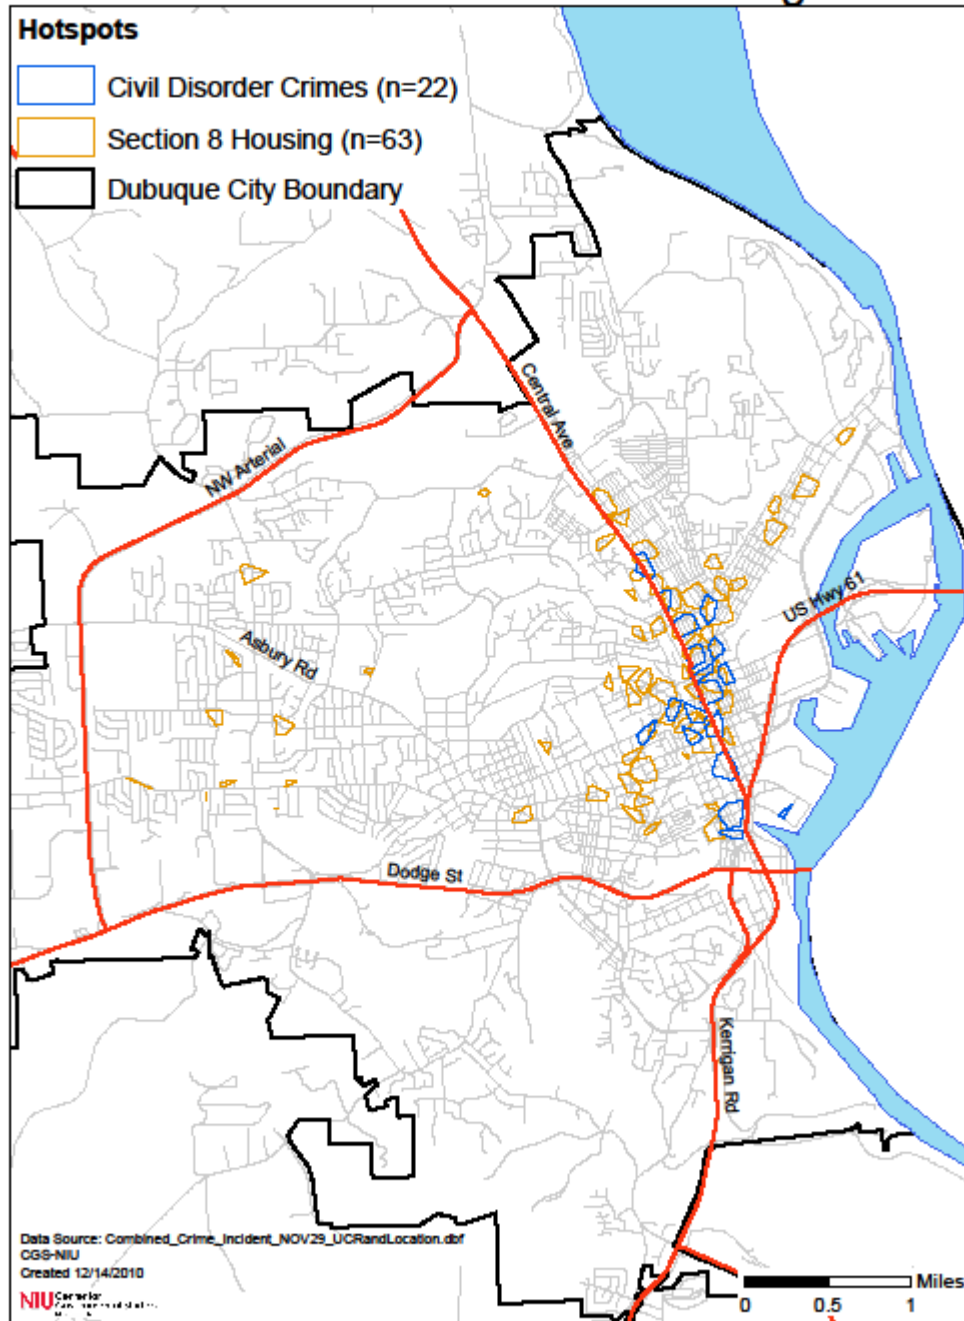 Hotspots
Civil Disorder Crimes (n=22)
Section 8 Housing (n=63)
Dubuque City Boundary
Central Ave
NW Arterial
US Hwy 61
Asbury Rd
Dodge St
Kerrigan Rd
Data Source: Combined_Crime_Incident_NOV29_UCRandLocation.dbf
CGS-NIU
Created 12/14/2010
NIU Center for
Miles
0 0.5 1